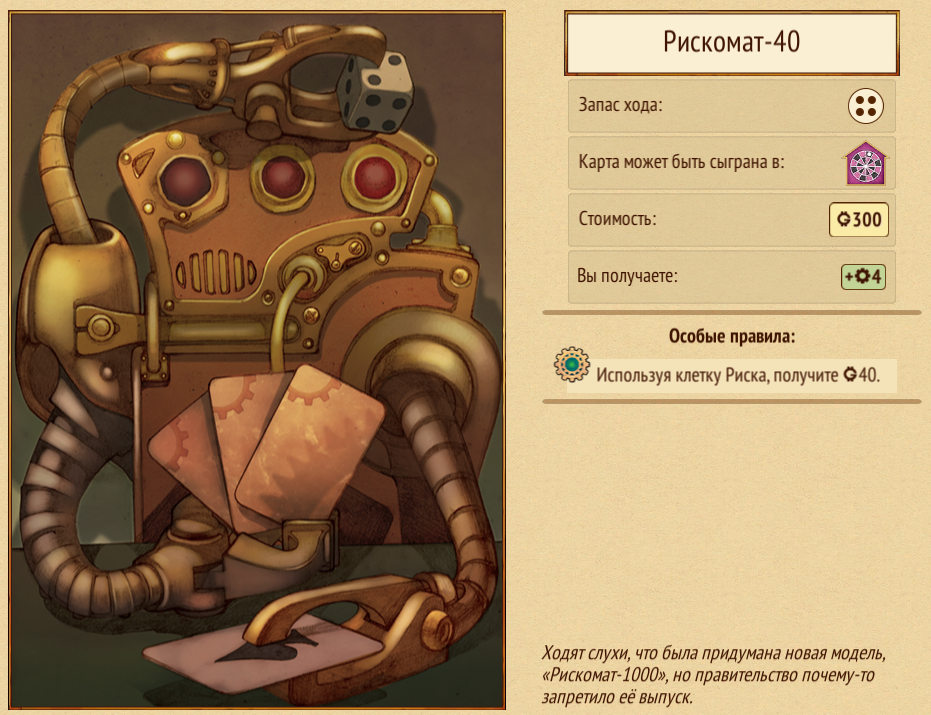 Рискомат-40
Запас хода:
Карта может быть сыграна в:
Стоимость: 300
Вы получаете: +4
Особые правила:
Используя клетку Риска, получите 40.
Ходят слухи, что была придумана новая модель,
«Рискомат-1000», но правительство почему-то
запретило её выпуск.